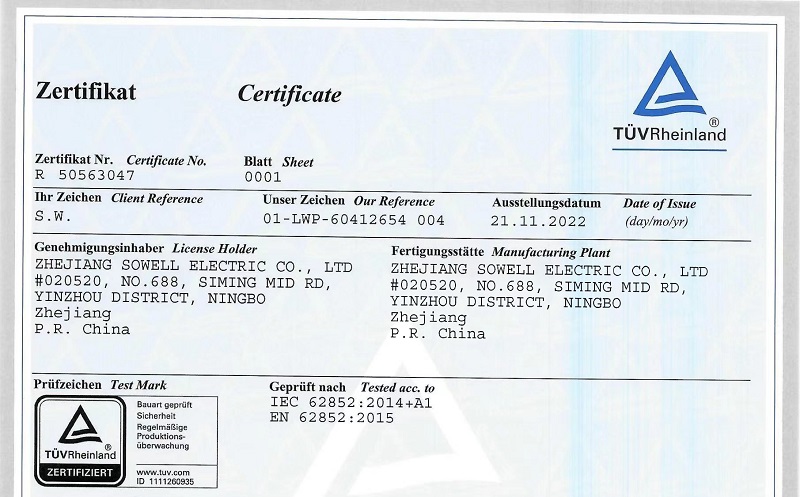 Zertifikat Certificate
TÜVRheinland®
Zertifikat Nr. Certificate No. Blatt Sheet
R 50563047 0001
Ihr Zeichen Client Reference Unser Zeichen Our Reference Ausstellungsdatum Date of Issue
S.W. 01-LWP-60412654 004 21.11.2022 (day/mo/yr)
Genehmigungsinhaber License Holder
ZHEJIANG SOWELL ELECTRIC CO., LTD
#020520, NO.688, SIMING MID RD,
YINZHOU DISTRICT, NINGBO
Zhejiang
P.R. China
Fertigungsstätte Manufacturing Plant
ZHEJIANG SOWELL ELECTRIC CO., LTD
#020520, NO.688, SIMING MID RD,
YINZHOU DISTRICT, NINGBO
Zhejiang
P.R. China
Prüfzeichen Test Mark
TÜVRheinland®
ZERTIFIZIERT
Bauart geprüft
Sicherheit
Regelmäßige
Produktions-
überwachung
www.tuv.com
ID 1111260935
Geprüft nach Tested acc. to
IEC 62852:2014+A1
EN 62852:2015